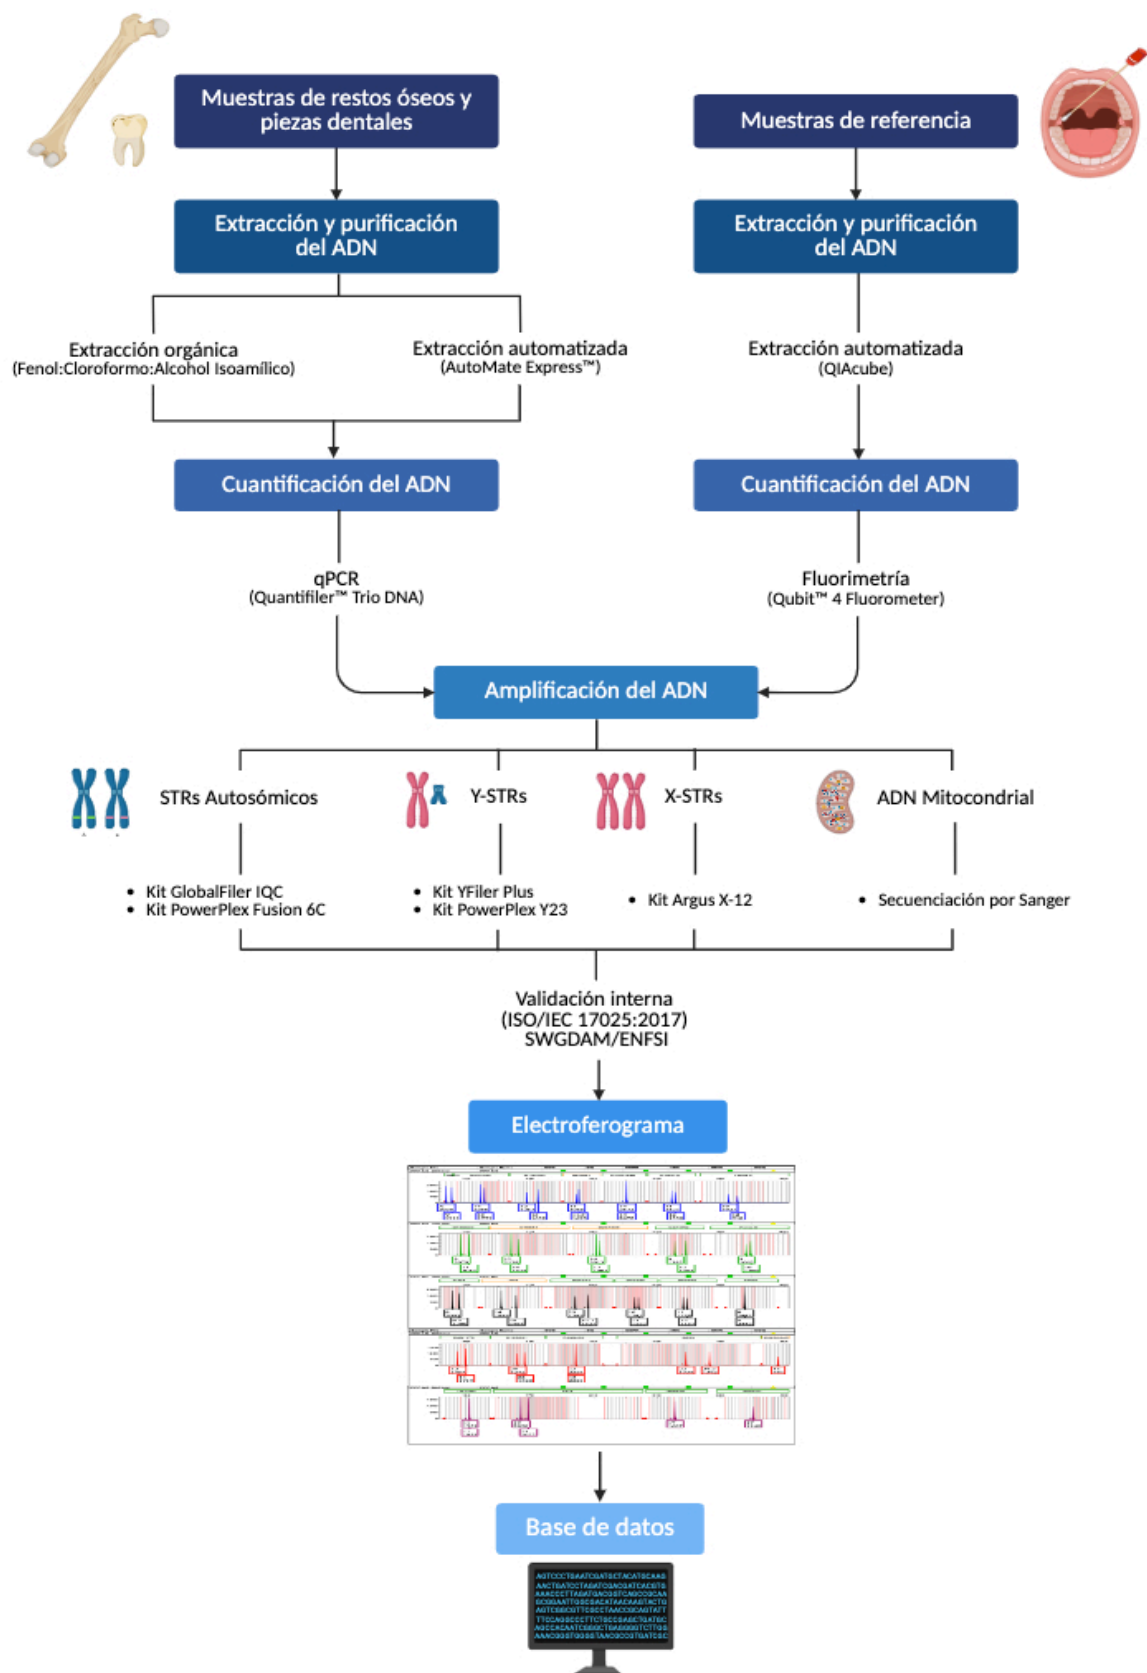 Muestras de restos óseos y
piezas dentales
Muestras de referencia
Extracción y purificación
del ADN
Extracción y purificación
del ADN
Extracción orgánica
(Fenol:Cloroformo:Alcohol Isoamílico)
Extracción automatizada
(AutoMate Express™)
Extracción automatizada
(QIAcube)
Cuantificación del ADN
Cuantificación del ADN
qPCR
(Quantifiler™ Trio DNA)
Fluorimetría
(Qubit™ 4 Fluorometer)
Amplificación del ADN
STRs Autosómicos
Y-STRs
X-STRs
ADN Mitocondrial
• Kit GlobalFiler IQC
• Kit PowerPlex Fusion 6C
• Kit YFiler Plus
• Kit PowerPlex Y23
• Kit Argus X-12
• Secuenciación por Sanger
Validación interna
(ISO/IEC 17025:2017)
SWGDAM/ENFSI
Electroferograma
Base de datos